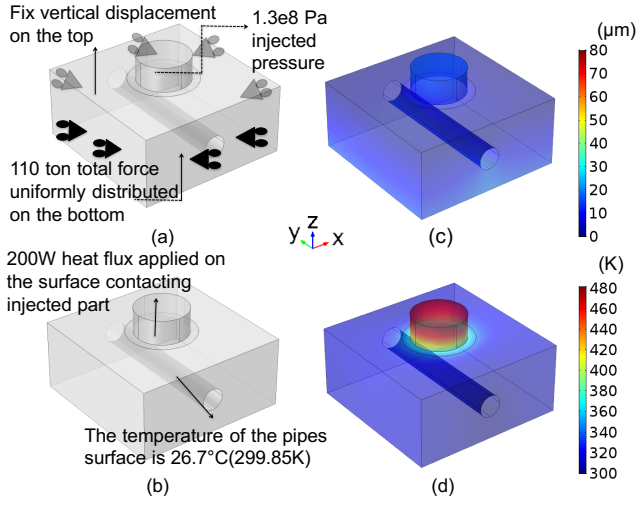 Fix vertical displacement
on the top
1.3e8 Pa
injected
pressure
110 ton total force
uniformly distributed
on the bottom
(a)
(μm)
80
70
60
50
40
30
20
10
0
(c)
z
y
x
200W heat flux applied on
the surface contacting
injected part
The temperature of the pipes
surface is 26.7°C(299.85K)
(b)
(K)
480
460
440
420
400
380
360
340
320
300
(d)